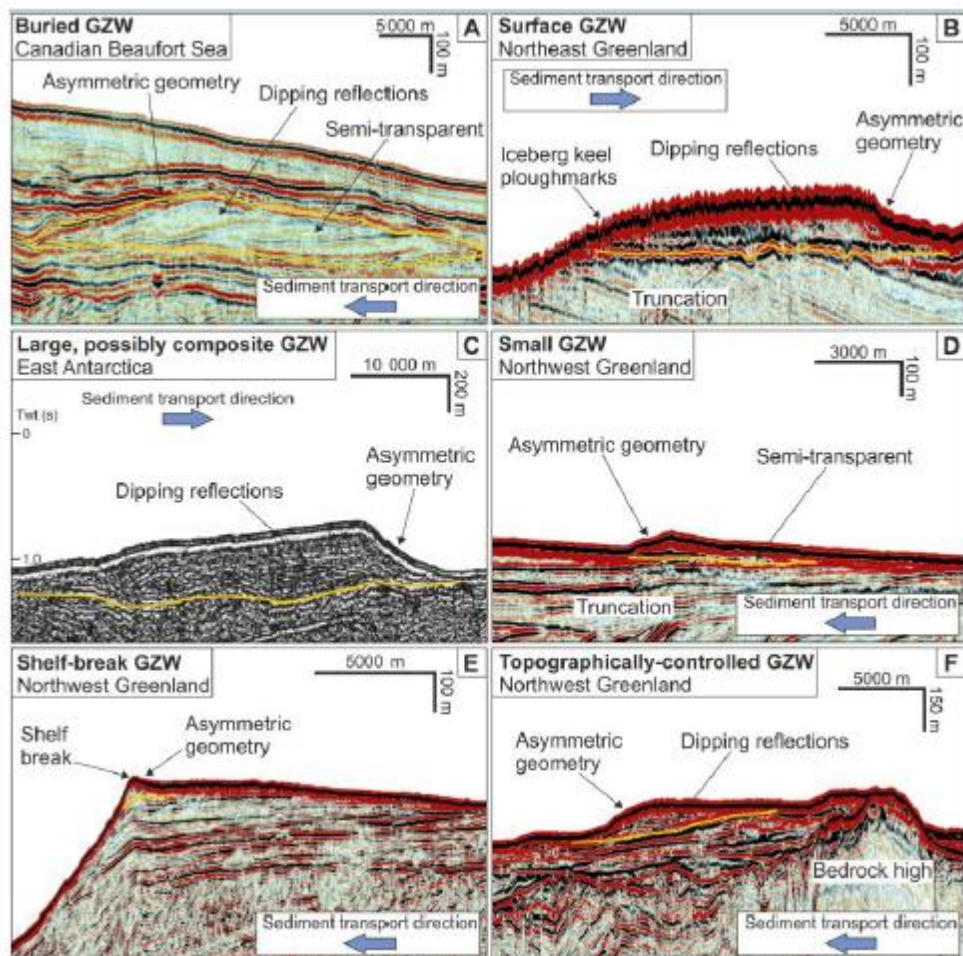 Buried GZW
Canadian Beaufort Sea
5 000 m
100 m
A
Asymmetric geometry
Dipping reflections
Semi-transparent
Sediment transport direction
Surface GZW
Northeast Greenland
5000 m
100 m
B
Sediment transport direction
Iceberg keel
ploughmarks
Dipping reflections
Asymmetric
geometry
Truncation
Large, possibly composite GZW
East Antarctica
C
10 000 m
200 m
Sediment transport direction
Twt (s)
0
1.0
Dipping reflections
Asymmetric
geometry
Small GZW
Northwest Greenland
3000 m
100 m
D
Asymmetric geometry
Semi-transparent
Truncation
Sediment transport direction
Shelf-break GZW
Northwest Greenland
5000 m
100 m
E
Shelf
break
Asymmetric
geometry
Sediment transport direction
Topographically-controlled GZW
Northwest Greenland
F
5000 m
150 m
Asymmetric
geometry
Dipping reflections
Bedrock high
Sediment transport direction